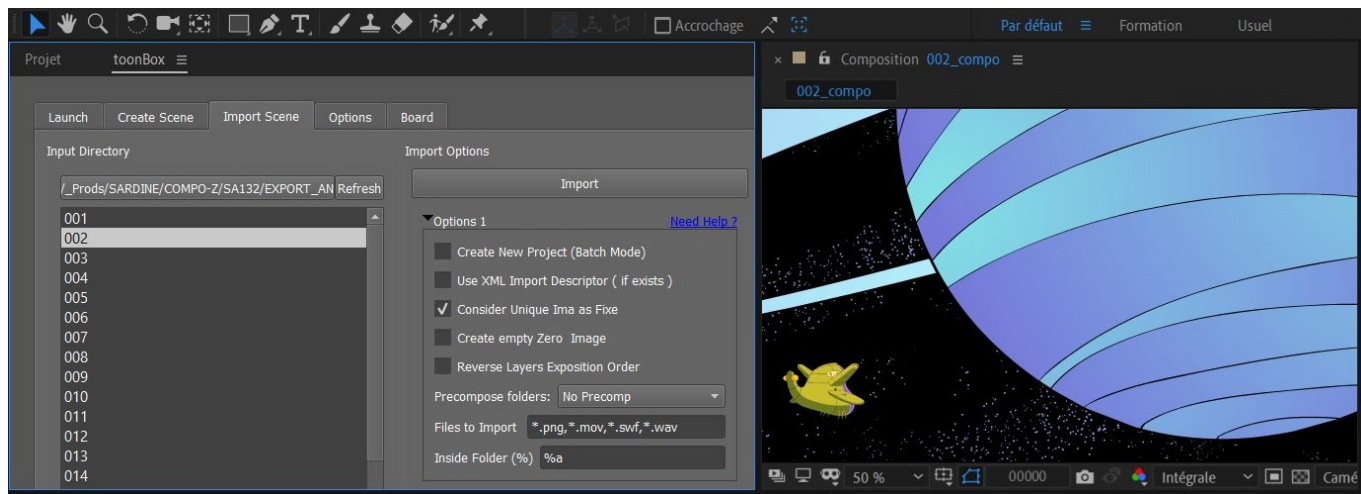 Accrochage
Par défaut
Formation
Usuel
Projet
toonBox
Launch
Create Scene
Import Scene
Options
Board
Input Directory
/_Prods/SARDINE/COMPO-Z/SA132/EXPORT_AN
Refresh
001
002
003
004
005
006
007
008
009
010
011
012
013
014
Import Options
Import
Options 1
Need Help ?
Create New Project (Batch Mode)
Use XML Import Descriptor ( if exists )
Consider Unique Ima as Fixe
Create empty Zero Image
Reverse Layers Exposition Order
Precompose folders: No Precomp
Files to Import *.png,*.mov,*.swf,*.wav
Inside Folder (%) %a
× Composition 002_compo
002_compo
50 %
00000
Intégrale
Camé